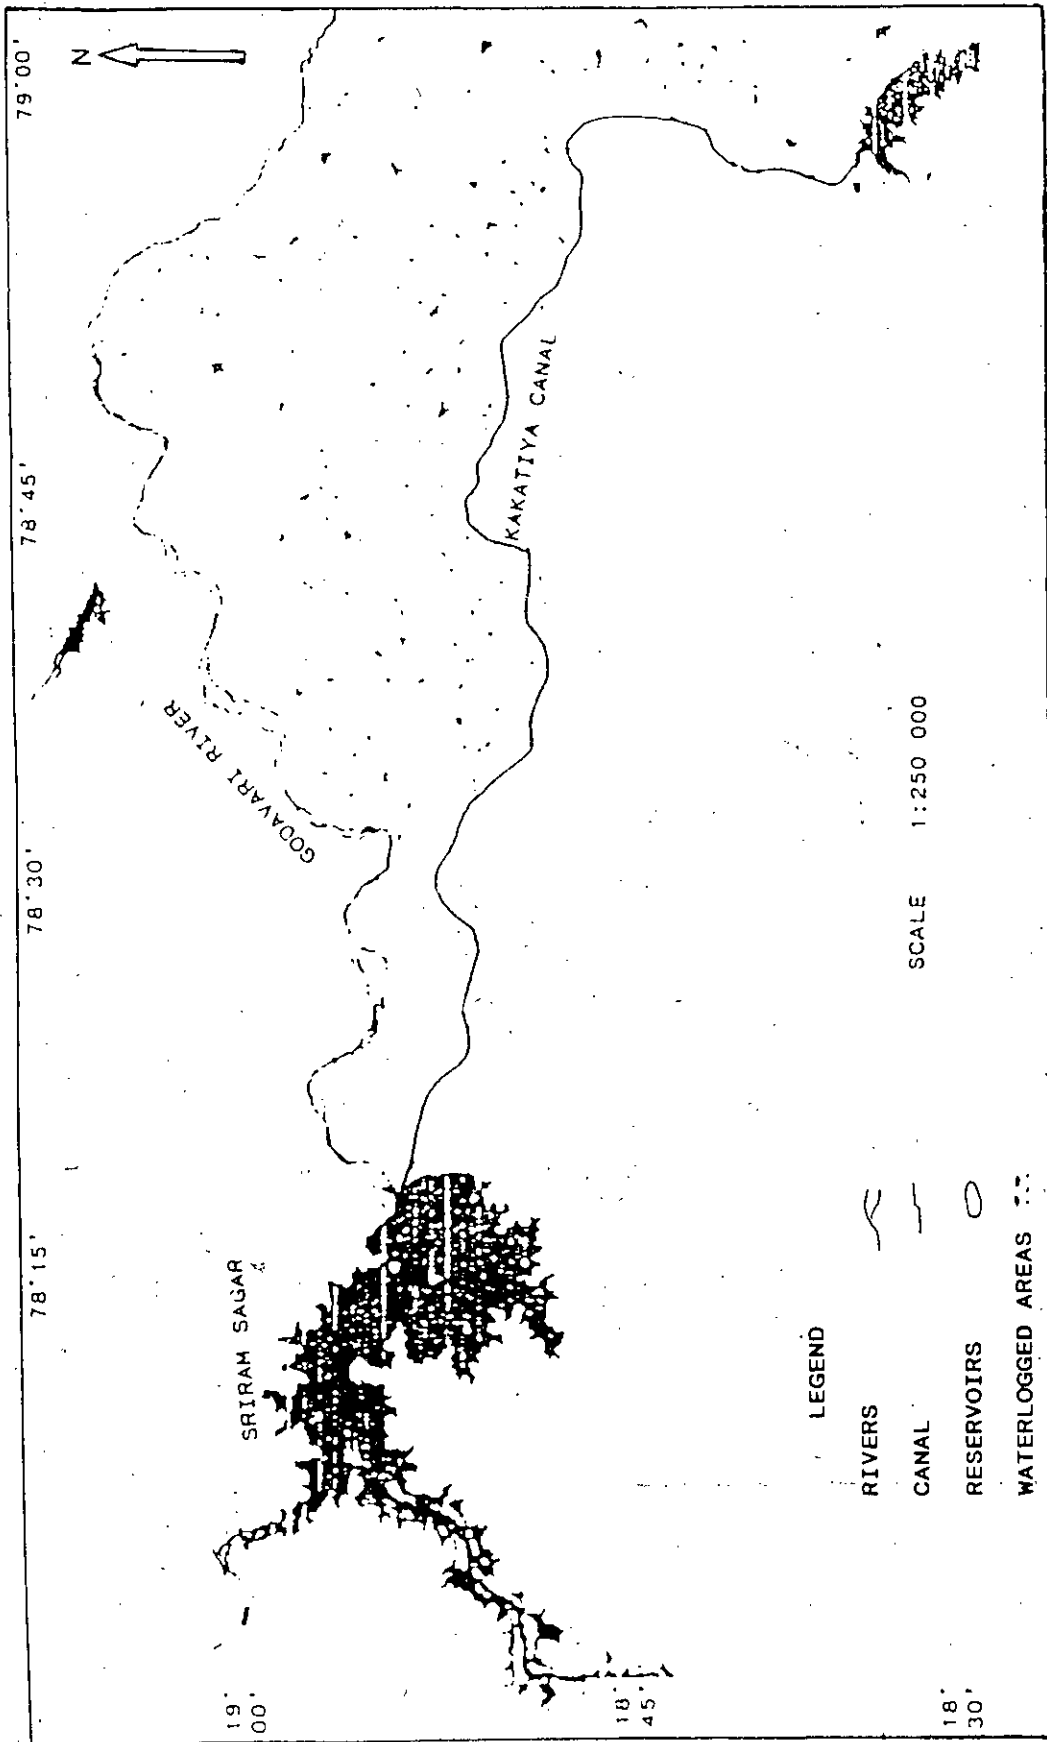 78°15'
78°30'
78°45'
79°00'
N
19°
00'
SRIRAM SAGAR
GODAVARI RIVER
KAKATIYA CANAL
18°
45'
18°
30'
SCALE 1:250 000
LEGEND
RIVERS
CANAL
RESERVOIRS
WATERLOGGED AREAS